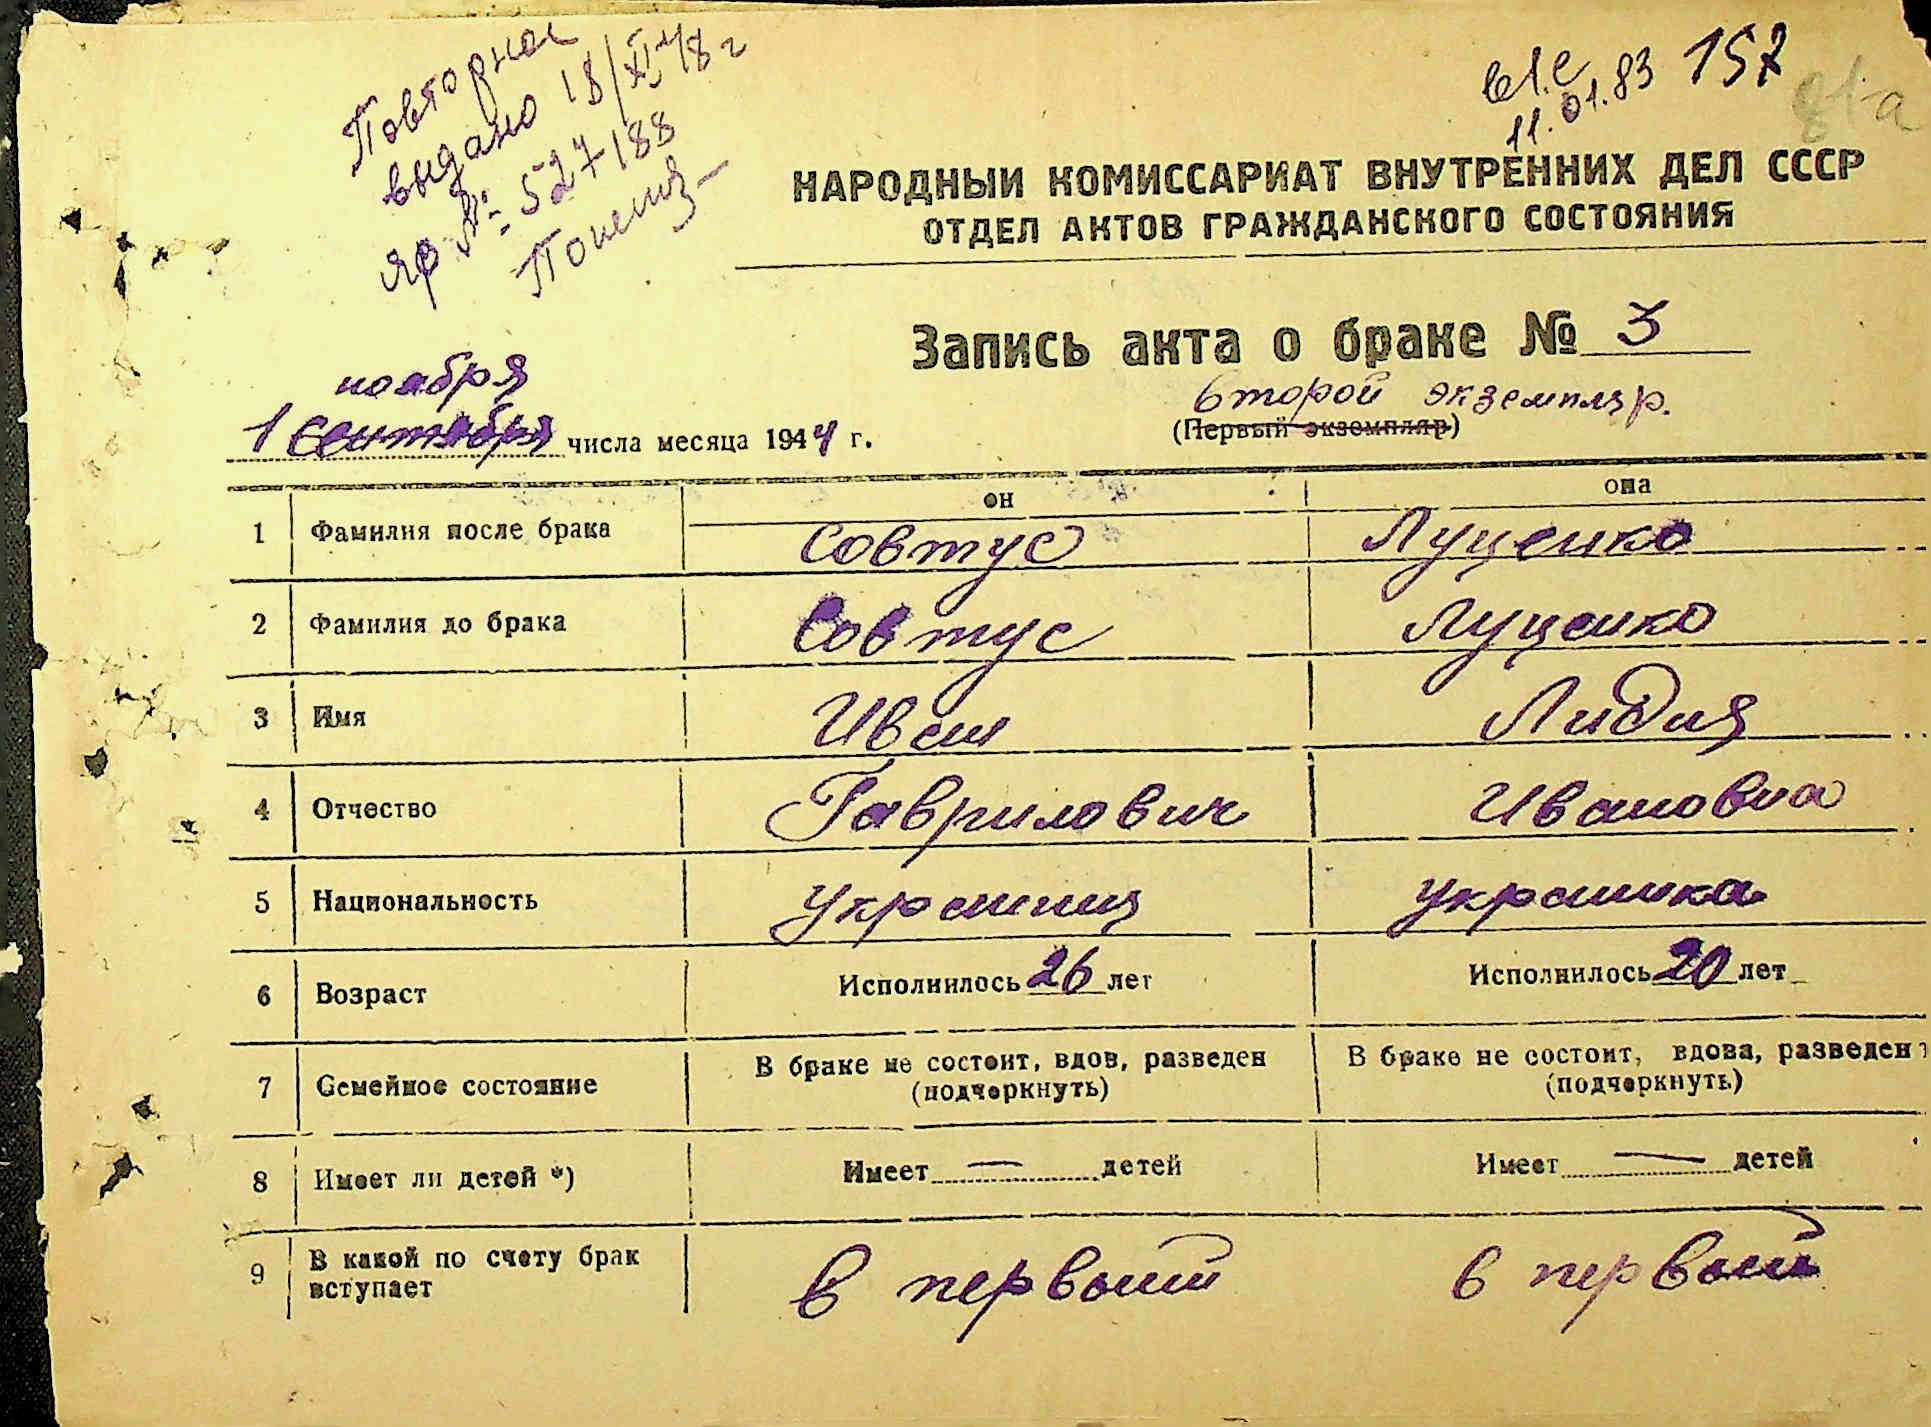 Повторное
выдано 18/XII 48 г
ЯР № 527188
11.01.83 157
81а
НАРОДНЫЙ КОМИССАРИАТ ВНУТРЕННИХ ДЕЛ СССР
ОТДЕЛ АКТОВ ГРАЖДАНСКОГО СОСТОЯНИЯ
Запись акта о браке № 3
ноября
второй экземпляр.
1 сентября числа месяца 1944 г.
(Первый экземпляр)
он она
1 Фамилия после брака Совтус Луценко
2 Фамилия до брака Совтус Луценко
3 Имя Иван Лидия
4 Отчество Гаврилович Ивановна
5 Национальность украинец украинка
6 Возраст Исполнилось 26 лет Исполнилось 20 лет
7 Семейное состояние В браке не состоит, вдов, разведен В браке не состоит, вдова, разведен
(подчеркнуть) (подчеркнуть)
8 Имеет ли детей *) Имеет — детей Имеет — детей
9 В какой по счету брак
вступает в первый в первый